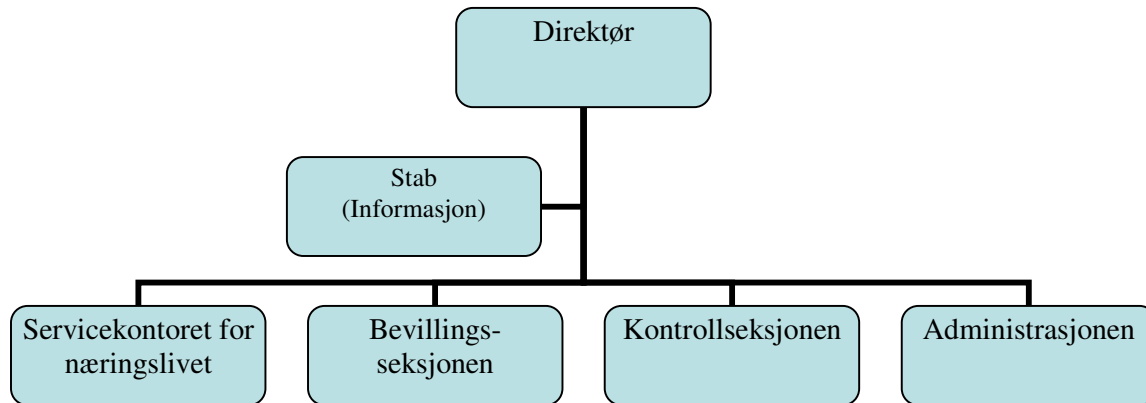 Direktør
Stab
(Informasjon)
Servicekontoret for
næringslivet
Bevillings-
seksjonen
Kontrollseksjonen
Administrasjonen